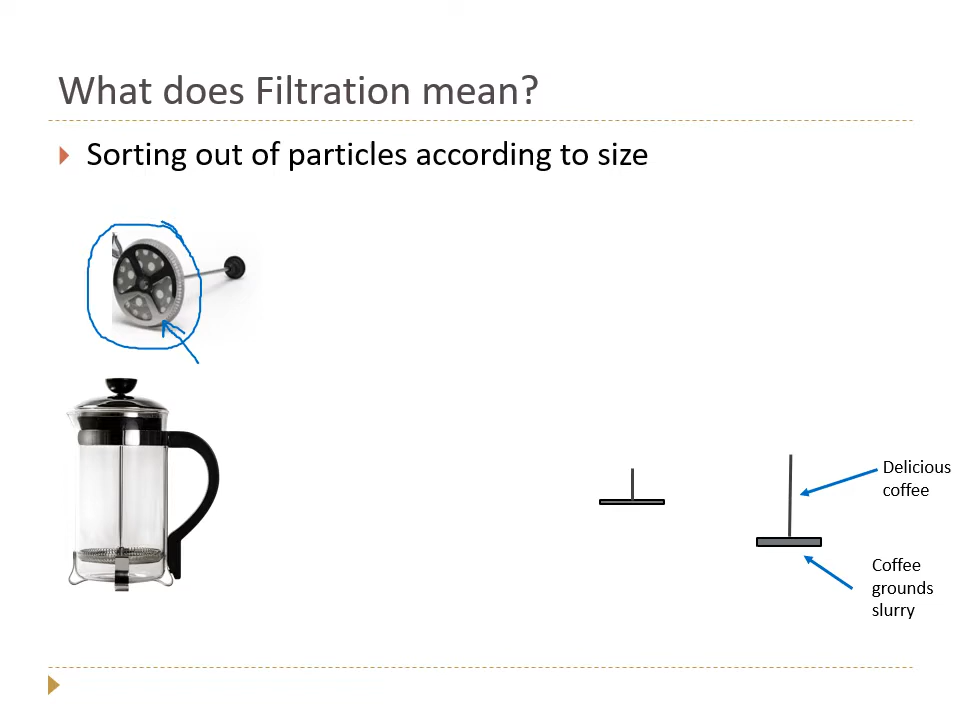 What does Filtration mean?
Sorting out of particles according to size
Delicious
coffee
Coffee
grounds
slurry